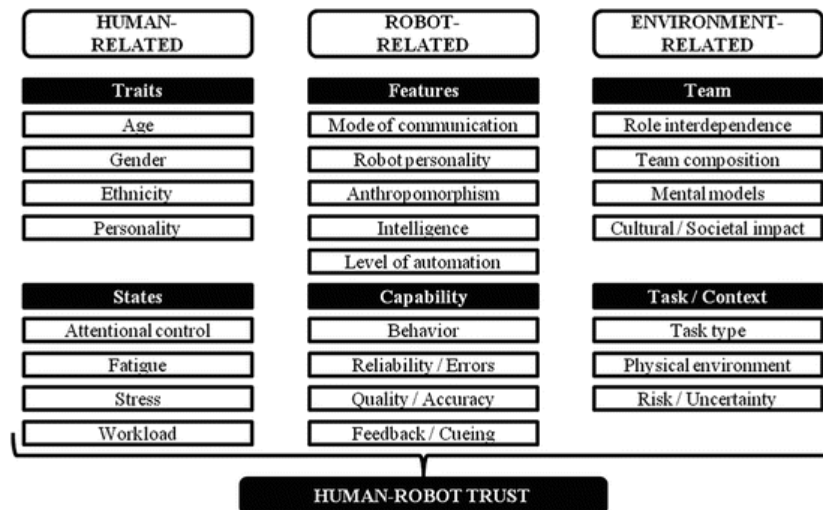 HUMAN-
RELATED
Traits
Age
Gender
Ethnicity
Personality
States
Attentional control
Fatigue
Stress
Workload
ROBOT-
RELATED
Features
Mode of communication
Robot personality
Anthropomorphism
Intelligence
Level of automation
Capability
Behavior
Reliability / Errors
Quality / Accuracy
Feedback / Cueing
ENVIRONMENT-
RELATED
Team
Role interdependence
Team composition
Mental models
Cultural / Societal impact
Task / Context
Task type
Physical environment
Risk / Uncertainty
HUMAN-ROBOT TRUST